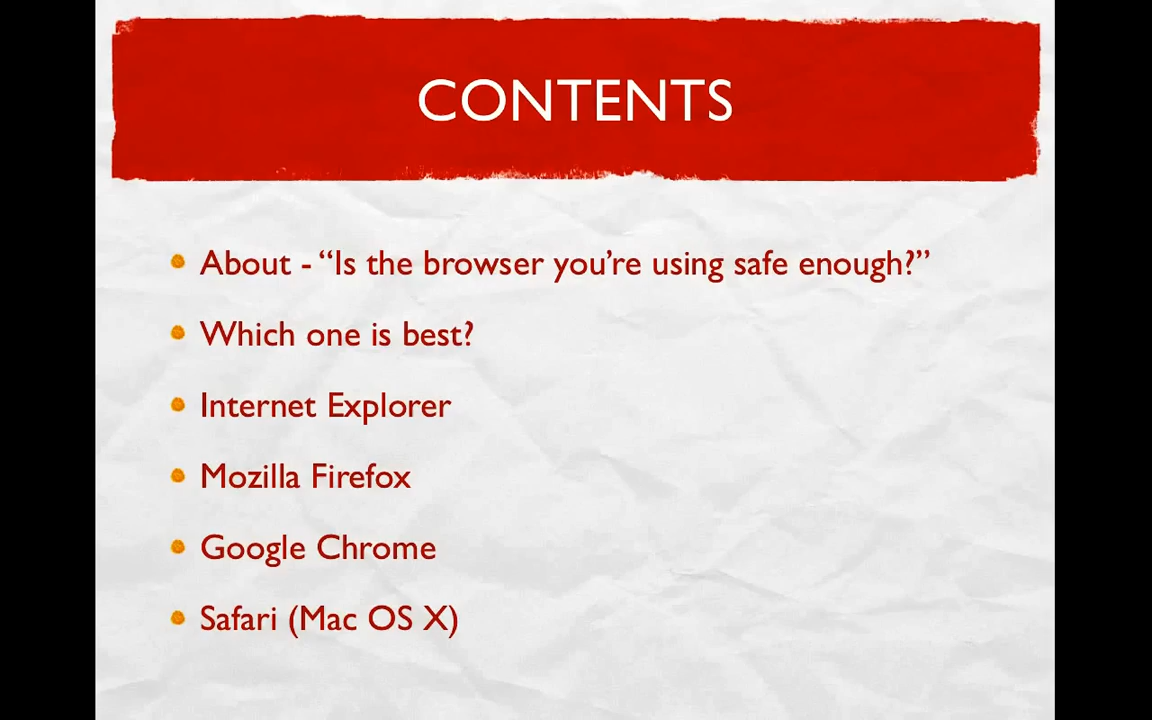 CONTENTS
About - “Is the browser you’re using safe enough?”
Which one is best?
Internet Explorer
Mozilla Firefox
Google Chrome
Safari (Mac OS X)